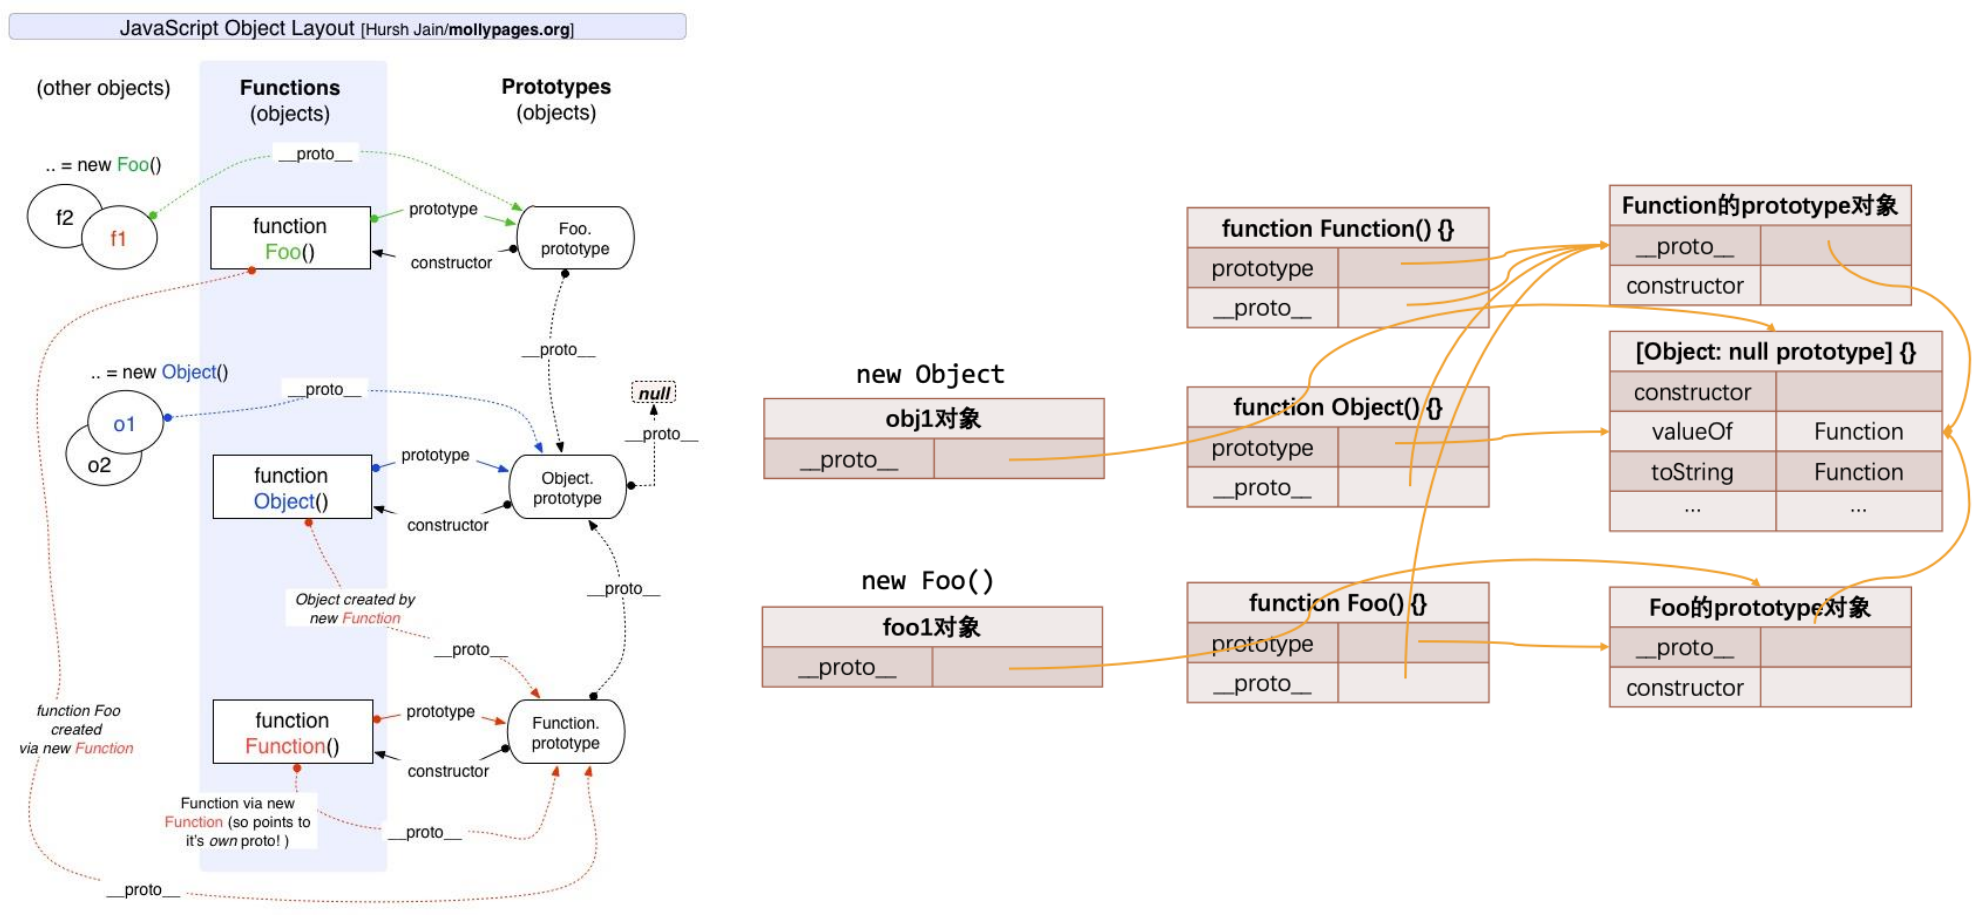 JavaScript Object Layout [Hursh Jain/mollypages.org]
(other objects)
Functions
(objects)
Prototypes
(objects)
__proto__
.. = new Foo()
f2
f1
function
Foo()
prototype
constructor
Foo.
prototype
__proto__
.. = new Object()
__proto__
o1
o2
null
__proto__
function
Object()
prototype
constructor
Object.
prototype
Object created by
new Function
__proto__
__proto__
function Foo
created
via new Function
function
Function()
prototype
constructor
Function.
prototype
Function via new
Function (so points to
it's own proto! )
__proto__
__proto__
new Object
obj1对象
__proto__
new Foo()
foo1对象
__proto__
function Function() {}
prototype
__proto__
function Object() {}
prototype
__proto__
function Foo() {}
prototype
__proto__
Function的prototype对象
__proto__
constructor
[Object: null prototype] {}
constructor
valueOf Function
toString Function
... ...
Foo的prototype对象
__proto__
constructor